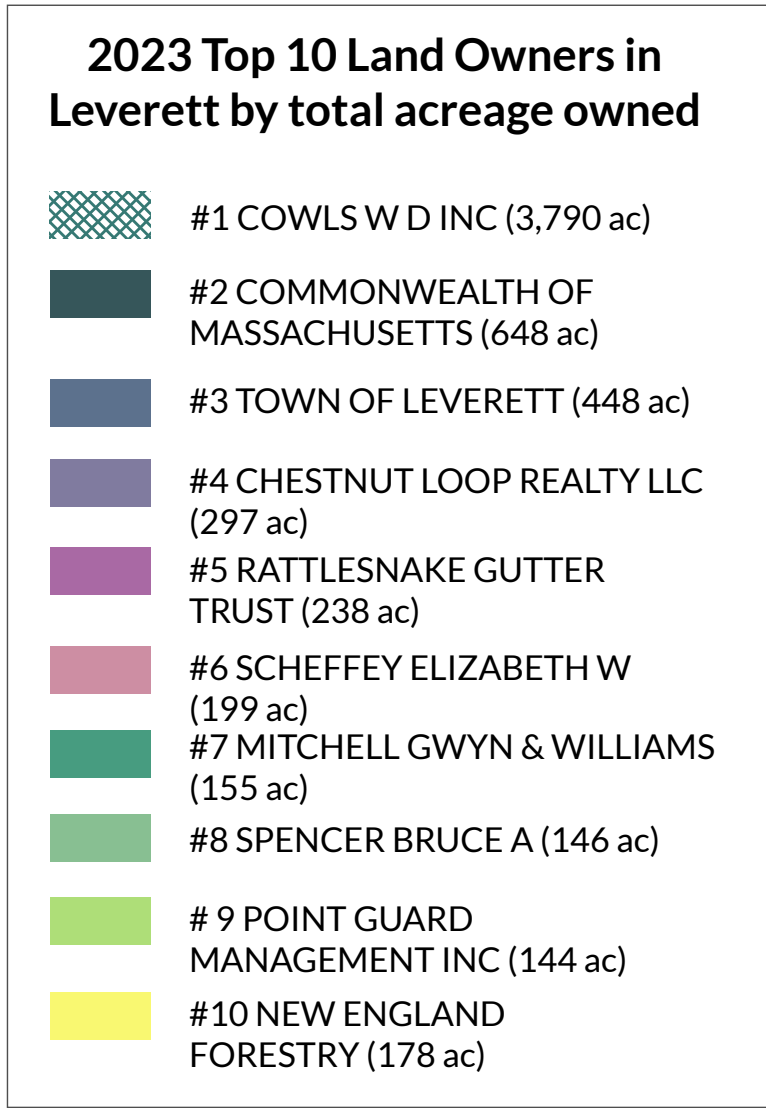 2023 Top 10 Land Owners in
Leverett by total acreage owned
#1 COWLS W D INC (3,790 ac)
#2 COMMONWEALTH OF
MASSACHUSETTS (648 ac)
#3 TOWN OF LEVERETT (448 ac)
#4 CHESTNUT LOOP REALTY LLC
(297 ac)
#5 RATTLESNAKE GUTTER
TRUST (238 ac)
#6 SCHEFFEY ELIZABETH W
(199 ac)
#7 MITCHELL GWYN & WILLIAMS
(155 ac)
#8 SPENCER BRUCE A (146 ac)
# 9 POINT GUARD
MANAGEMENT INC (144 ac)
#10 NEW ENGLAND
FORESTRY (178 ac)